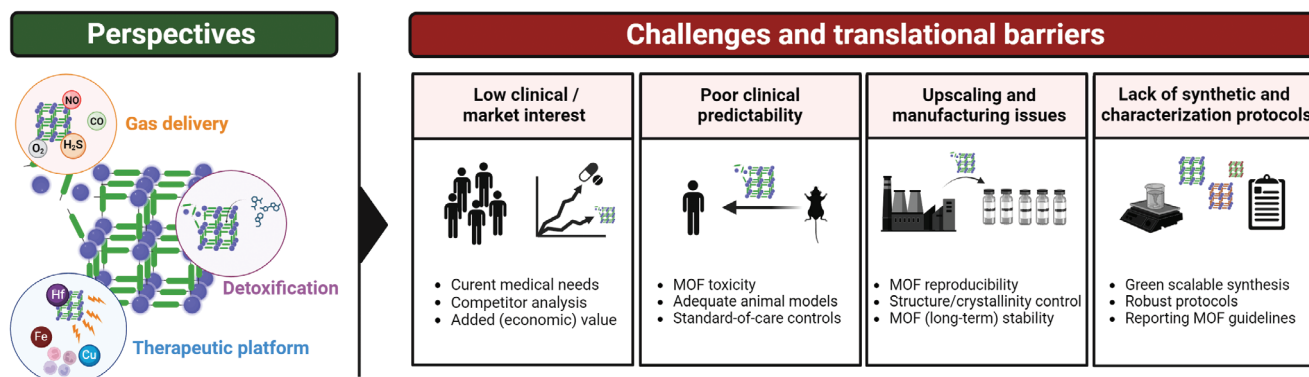 Perspectives
NO
CO
O₂
H₂S
Gas delivery
Detoxification
Hf
Fe
Cu
Therapeutic platform
Challenges and translational barriers
Low clinical /
market interest
Curent medical needs
Competitor analysis
Added (economic) value
Poor clinical
predictability
MOF toxicity
Adequate animal models
Standard-of-care controls
Upscaling and
manufacturing issues
MOF reproducibility
Structure/crystallinity control
MOF (long-term) stability
Lack of synthetic and
characterization protocols
Green scalable synthesis
Robust protocols
Reporting MOF guidelines